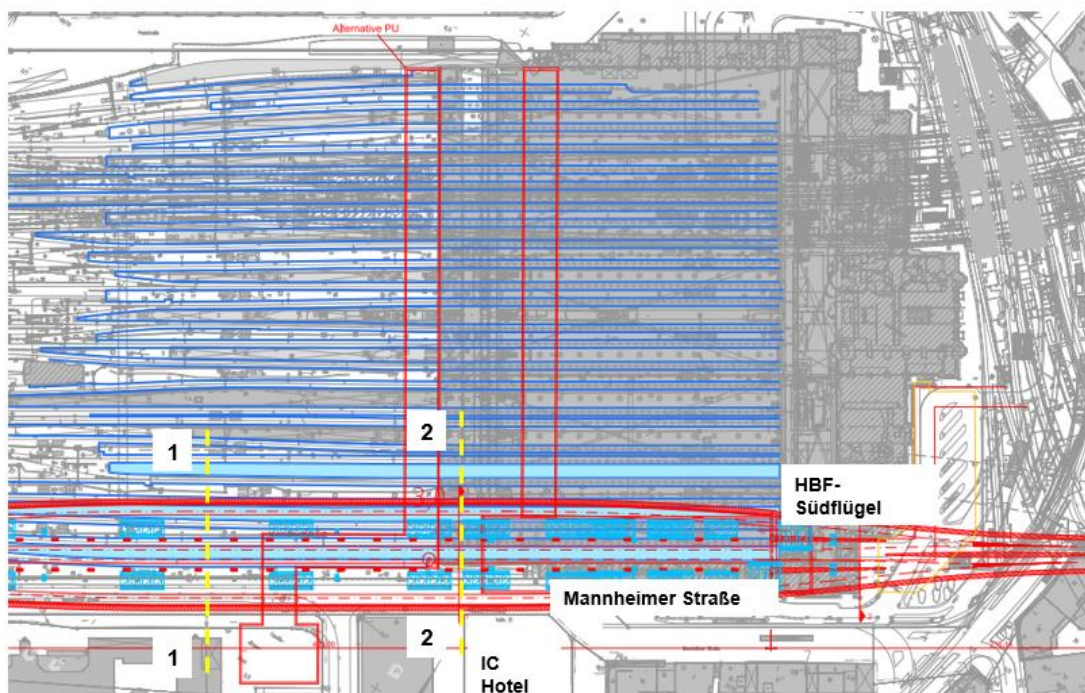 Alternative PU
1
2
HBF-
Südflügel
Mannheimer Straße
1
2
IC
Hotel